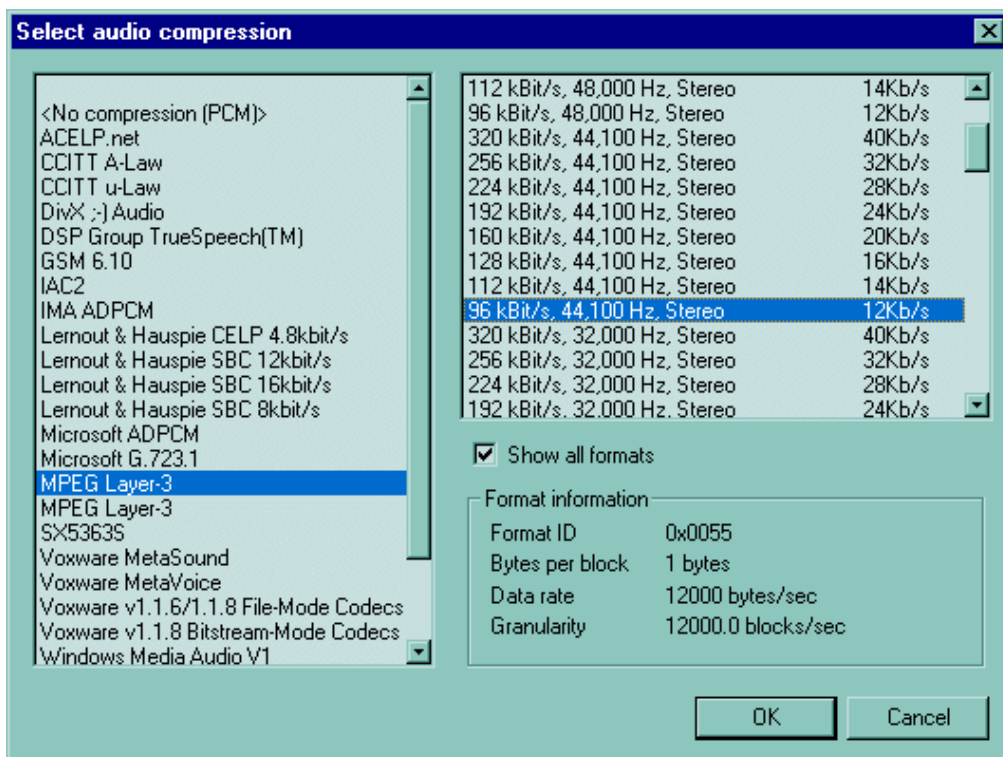 Select audio compression
<No compression (PCM)>
ACELP.net
CCITT A-Law
CCITT u-Law
DivX ;-) Audio
DSP Group TrueSpeech(TM)
GSM 6.10
IAC2
IMA ADPCM
Lernout & Hauspie CELP 4.8kbit/s
Lernout & Hauspie SBC 12kbit/s
Lernout & Hauspie SBC 16kbit/s
Lernout & Hauspie SBC 8kbit/s
Microsoft ADPCM
Microsoft G.723.1
MPEG Layer-3
MPEG Layer-3
SX5363S
Voxware MetaSound
Voxware MetaVoice
Voxware v1.1.6/1.1.8 File-Mode Codecs
Voxware v1.1.8 Bitstream-Mode Codecs
Windows Media Audio V1
112 kBit/s, 48,000 Hz, Stereo 14Kb/s
96 kBit/s, 48,000 Hz, Stereo 12Kb/s
320 kBit/s, 44,100 Hz, Stereo 40Kb/s
256 kBit/s, 44,100 Hz, Stereo 32Kb/s
224 kBit/s, 44,100 Hz, Stereo 28Kb/s
192 kBit/s, 44,100 Hz, Stereo 24Kb/s
160 kBit/s, 44,100 Hz, Stereo 20Kb/s
128 kBit/s, 44,100 Hz, Stereo 16Kb/s
112 kBit/s, 44,100 Hz, Stereo 14Kb/s
96 kBit/s, 44,100 Hz, Stereo 12Kb/s
320 kBit/s, 32,000 Hz, Stereo 40Kb/s
256 kBit/s, 32,000 Hz, Stereo 32Kb/s
224 kBit/s, 32,000 Hz, Stereo 28Kb/s
192 kBit/s, 32,000 Hz, Stereo 24Kb/s
Show all formats
Format information
Format ID 0x0055
Bytes per block 1 bytes
Data rate 12000 bytes/sec
Granularity 12000.0 blocks/sec
OK Cancel